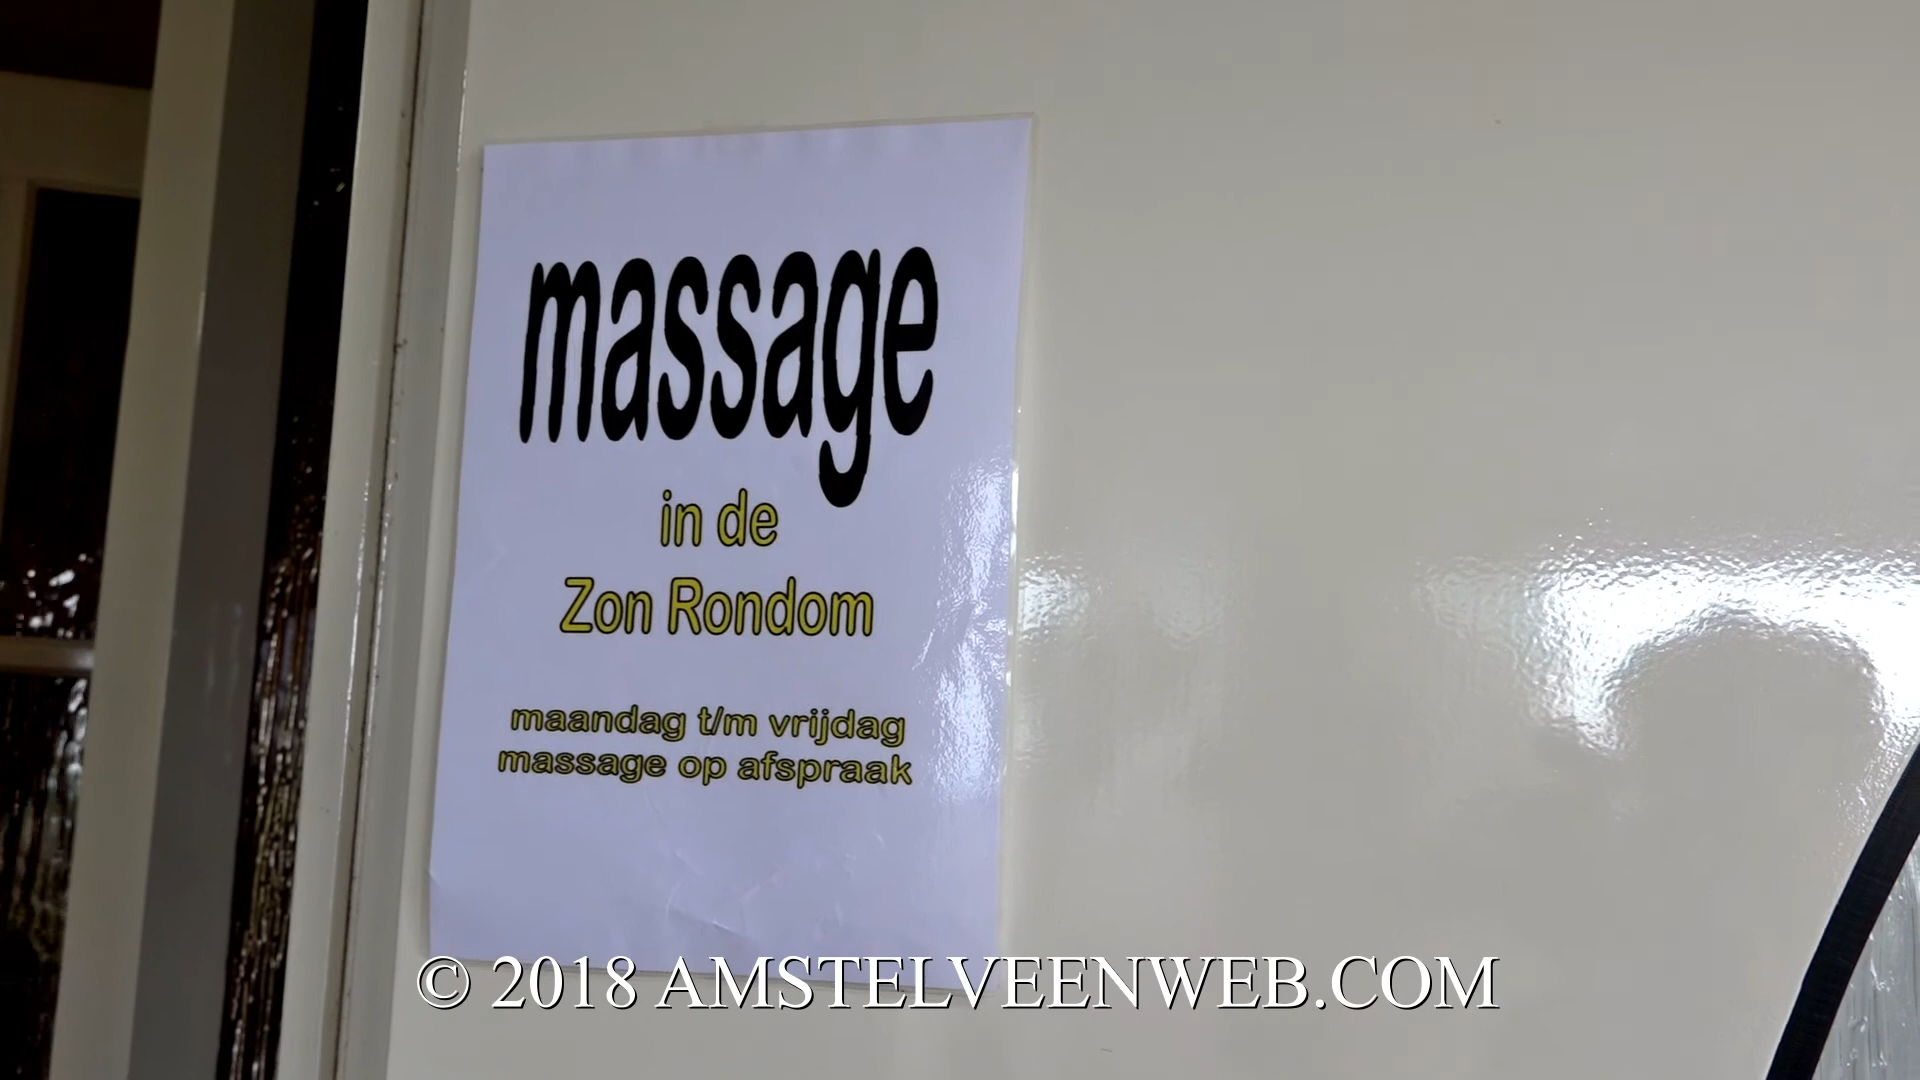 massage
in de
Zon Rondom
maandag t/m vrijdag
massage op afspraak
© 2018 AMSTELVEENWEB.COM